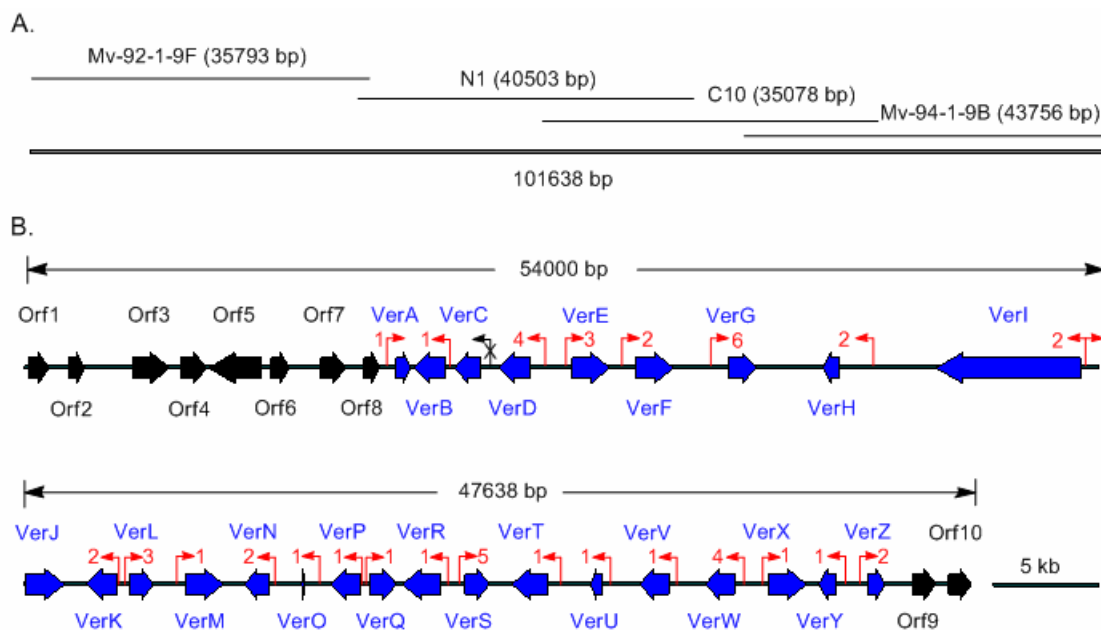 A.
Mv-92-1-9F (35793 bp)
N1 (40503 bp)
C10 (35078 bp)
Mv-94-1-9B (43756 bp)
101638 bp
B.
54000 bp
Orf1 Orf3 Orf5 Orf7 VerA VerC VerE VerG VerI
1 1 4 3 2 6 2 2
Orf2 Orf4 Orf6 Orf8 VerB VerD VerF VerH
47638 bp
VerJ VerL VerN VerP VerR VerT VerV VerX VerZ Orf10
2 3 1 2 1 1 1 1 5 1 1 1 4 1 1 2 5 kb
VerK VerM VerO VerQ VerS VerU VerW VerY Orf9